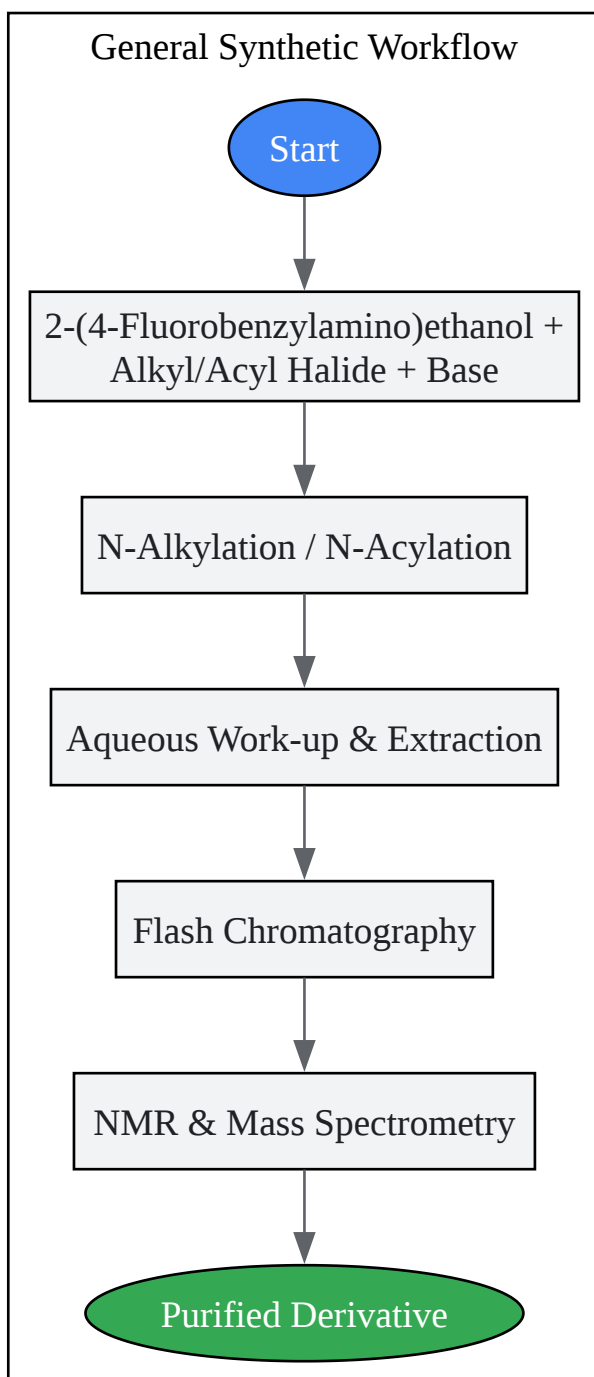 General Synthetic Workflow
Start
2-(4-Fluorobenzylamino)ethanol +
Alkyl/Acyl Halide + Base
N-Alkylation / N-Acylation
Aqueous Work-up & Extraction
Flash Chromatography
NMR & Mass Spectrometry
Purified Derivative